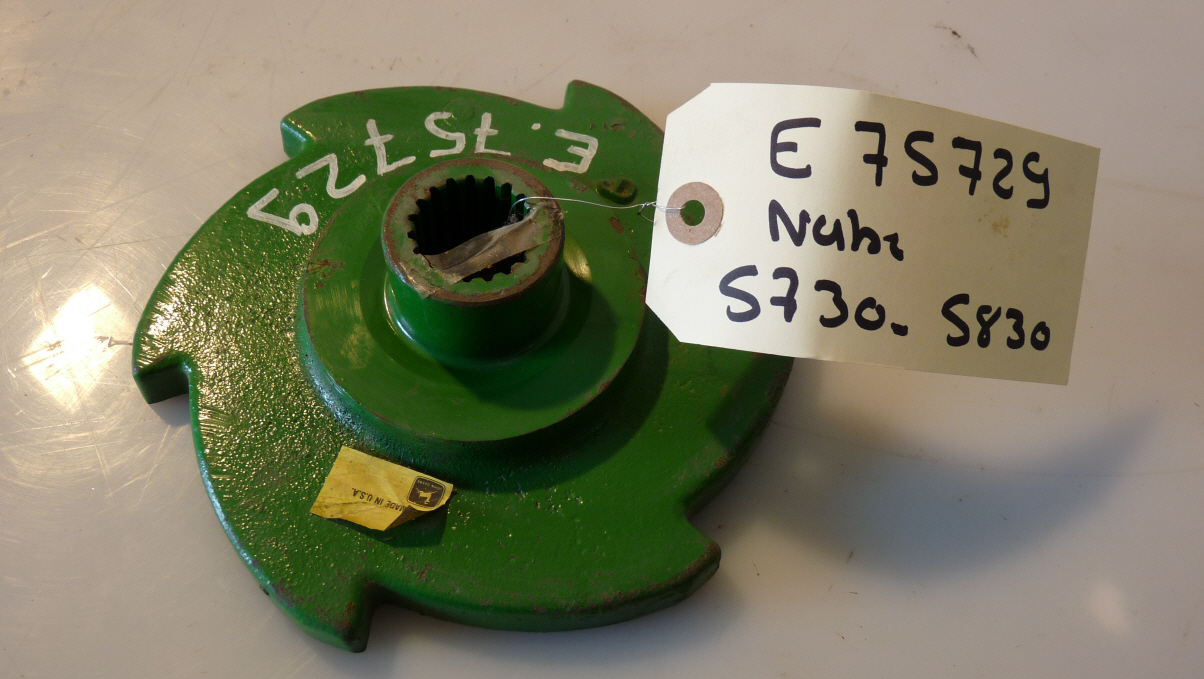 E 75729
Nabe
S730- S830
E. 75729
MADE IN U.S.A.